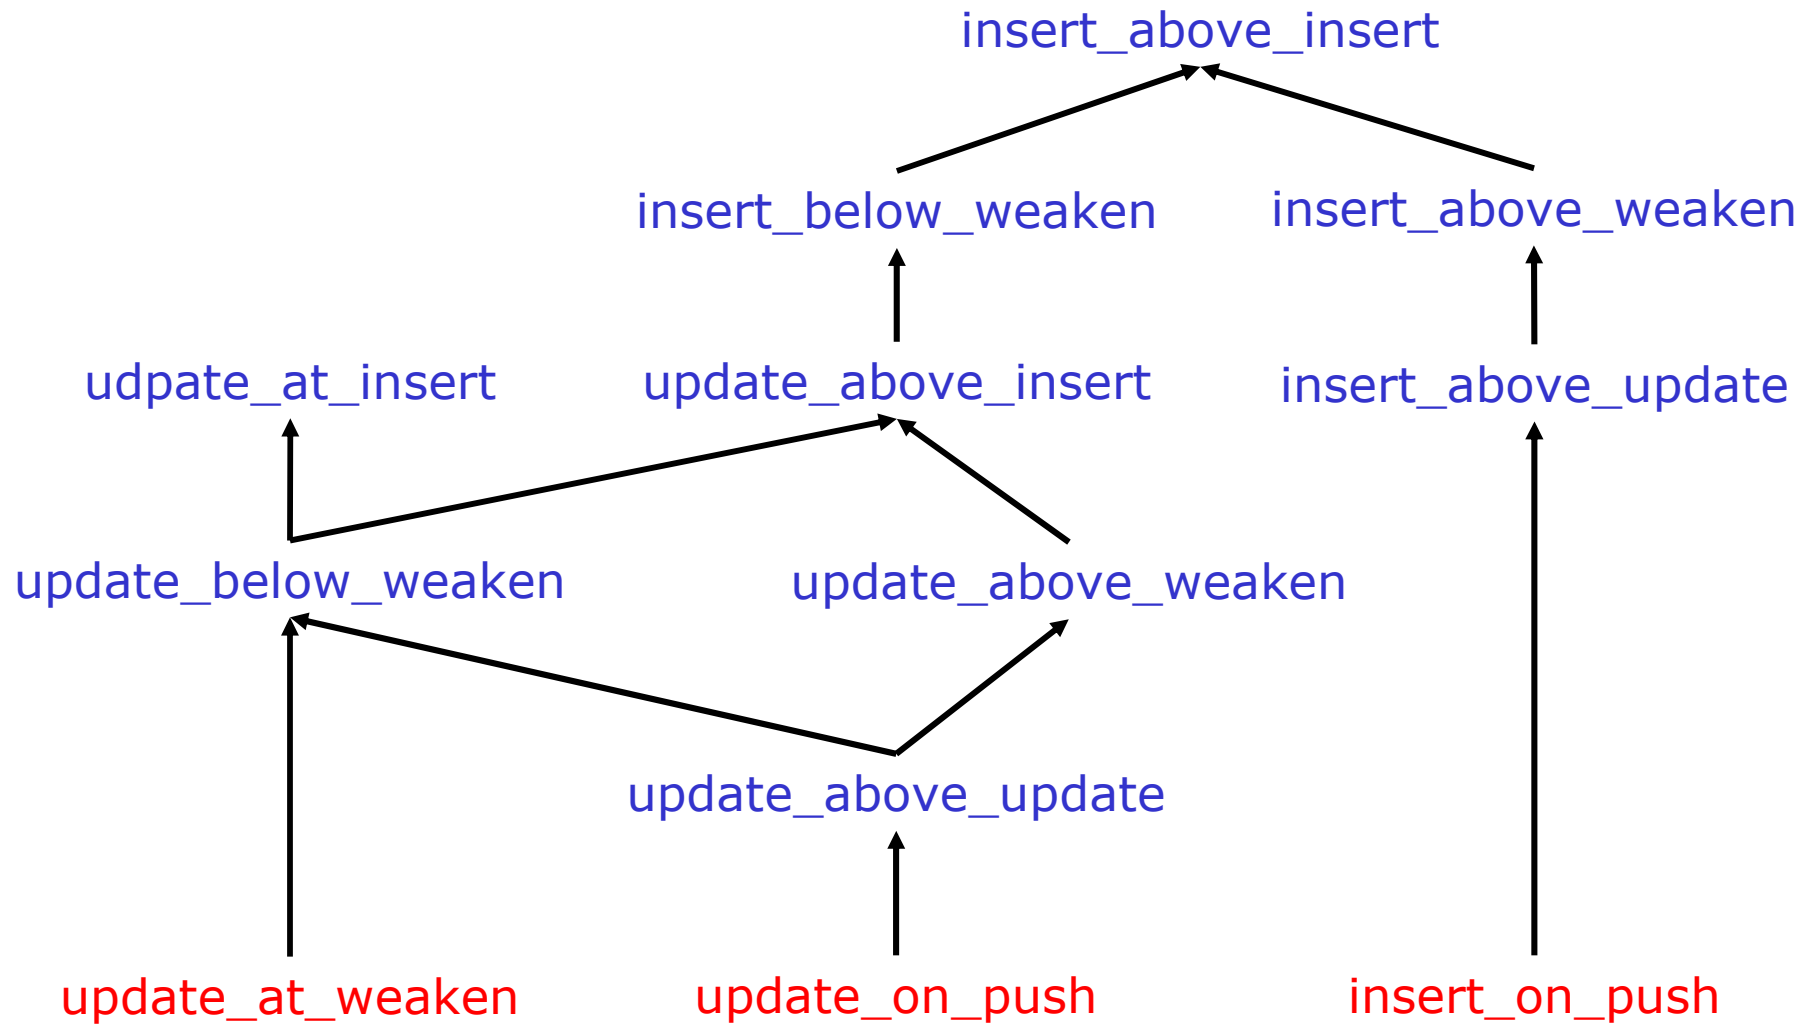 insert_above_insert
insert_below_weaken
insert_above_weaken
udpate_at_insert
update_above_insert
insert_above_update
update_below_weaken
update_above_weaken
update_above_update
update_at_weaken
update_on_push
insert_on_push